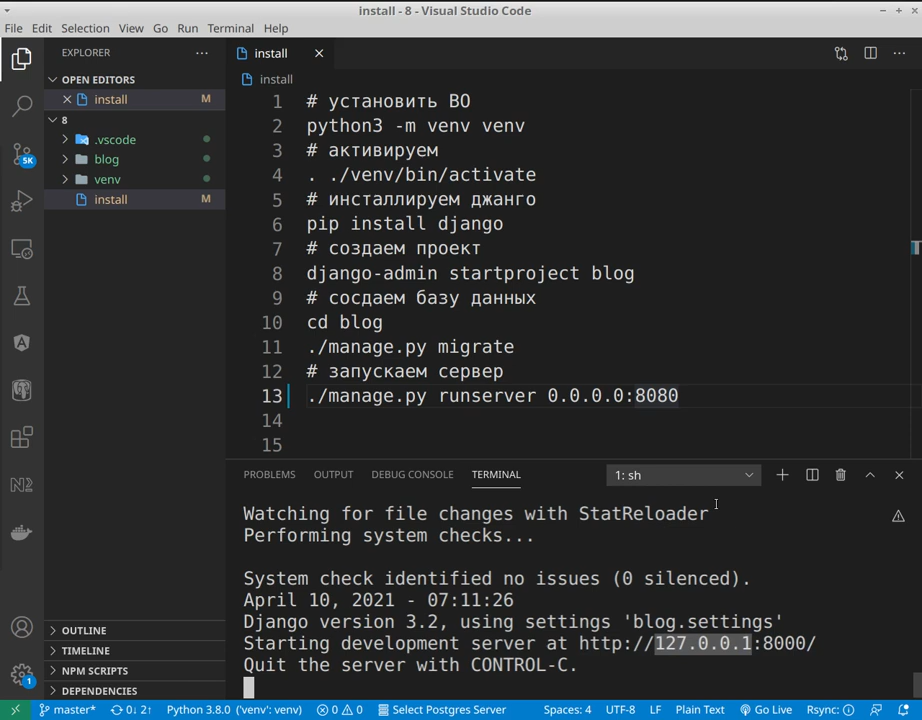 install - 8 - Visual Studio Code
File Edit Selection View Go Run Terminal Help
EXPLORER
OPEN EDITORS
install M
8
.vscode
blog
venv
install M
OUTLINE
TIMELINE
NPM SCRIPTS
DEPENDENCIES
5K
1
install
install
1 # установить ВО
2 python3 -m venv venv
3 # активируем
4 . ./venv/bin/activate
5 # инсталлируем джанго
6 pip install django
7 # создаем проект
8 django-admin startproject blog
9 # сосдаем базу данных
10 cd blog
11 ./manage.py migrate
12 # запускаем сервер
13 ./manage.py runserver 0.0.0.0:8080
14
15
PROBLEMS OUTPUT DEBUG CONSOLE TERMINAL 1: sh
Watching for file changes with StatReloader
Performing system checks...
System check identified no issues (0 silenced).
April 10, 2021 - 07:11:26
Django version 3.2, using settings 'blog.settings'
Starting development server at http://127.0.0.1:8000/
Quit the server with CONTROL-C.
master* 0↓ 2↑ Python 3.8.0 ('venv': venv) 0 0 Select Postgres Server Spaces: 4 UTF-8 LF Plain Text Go Live Rsync: